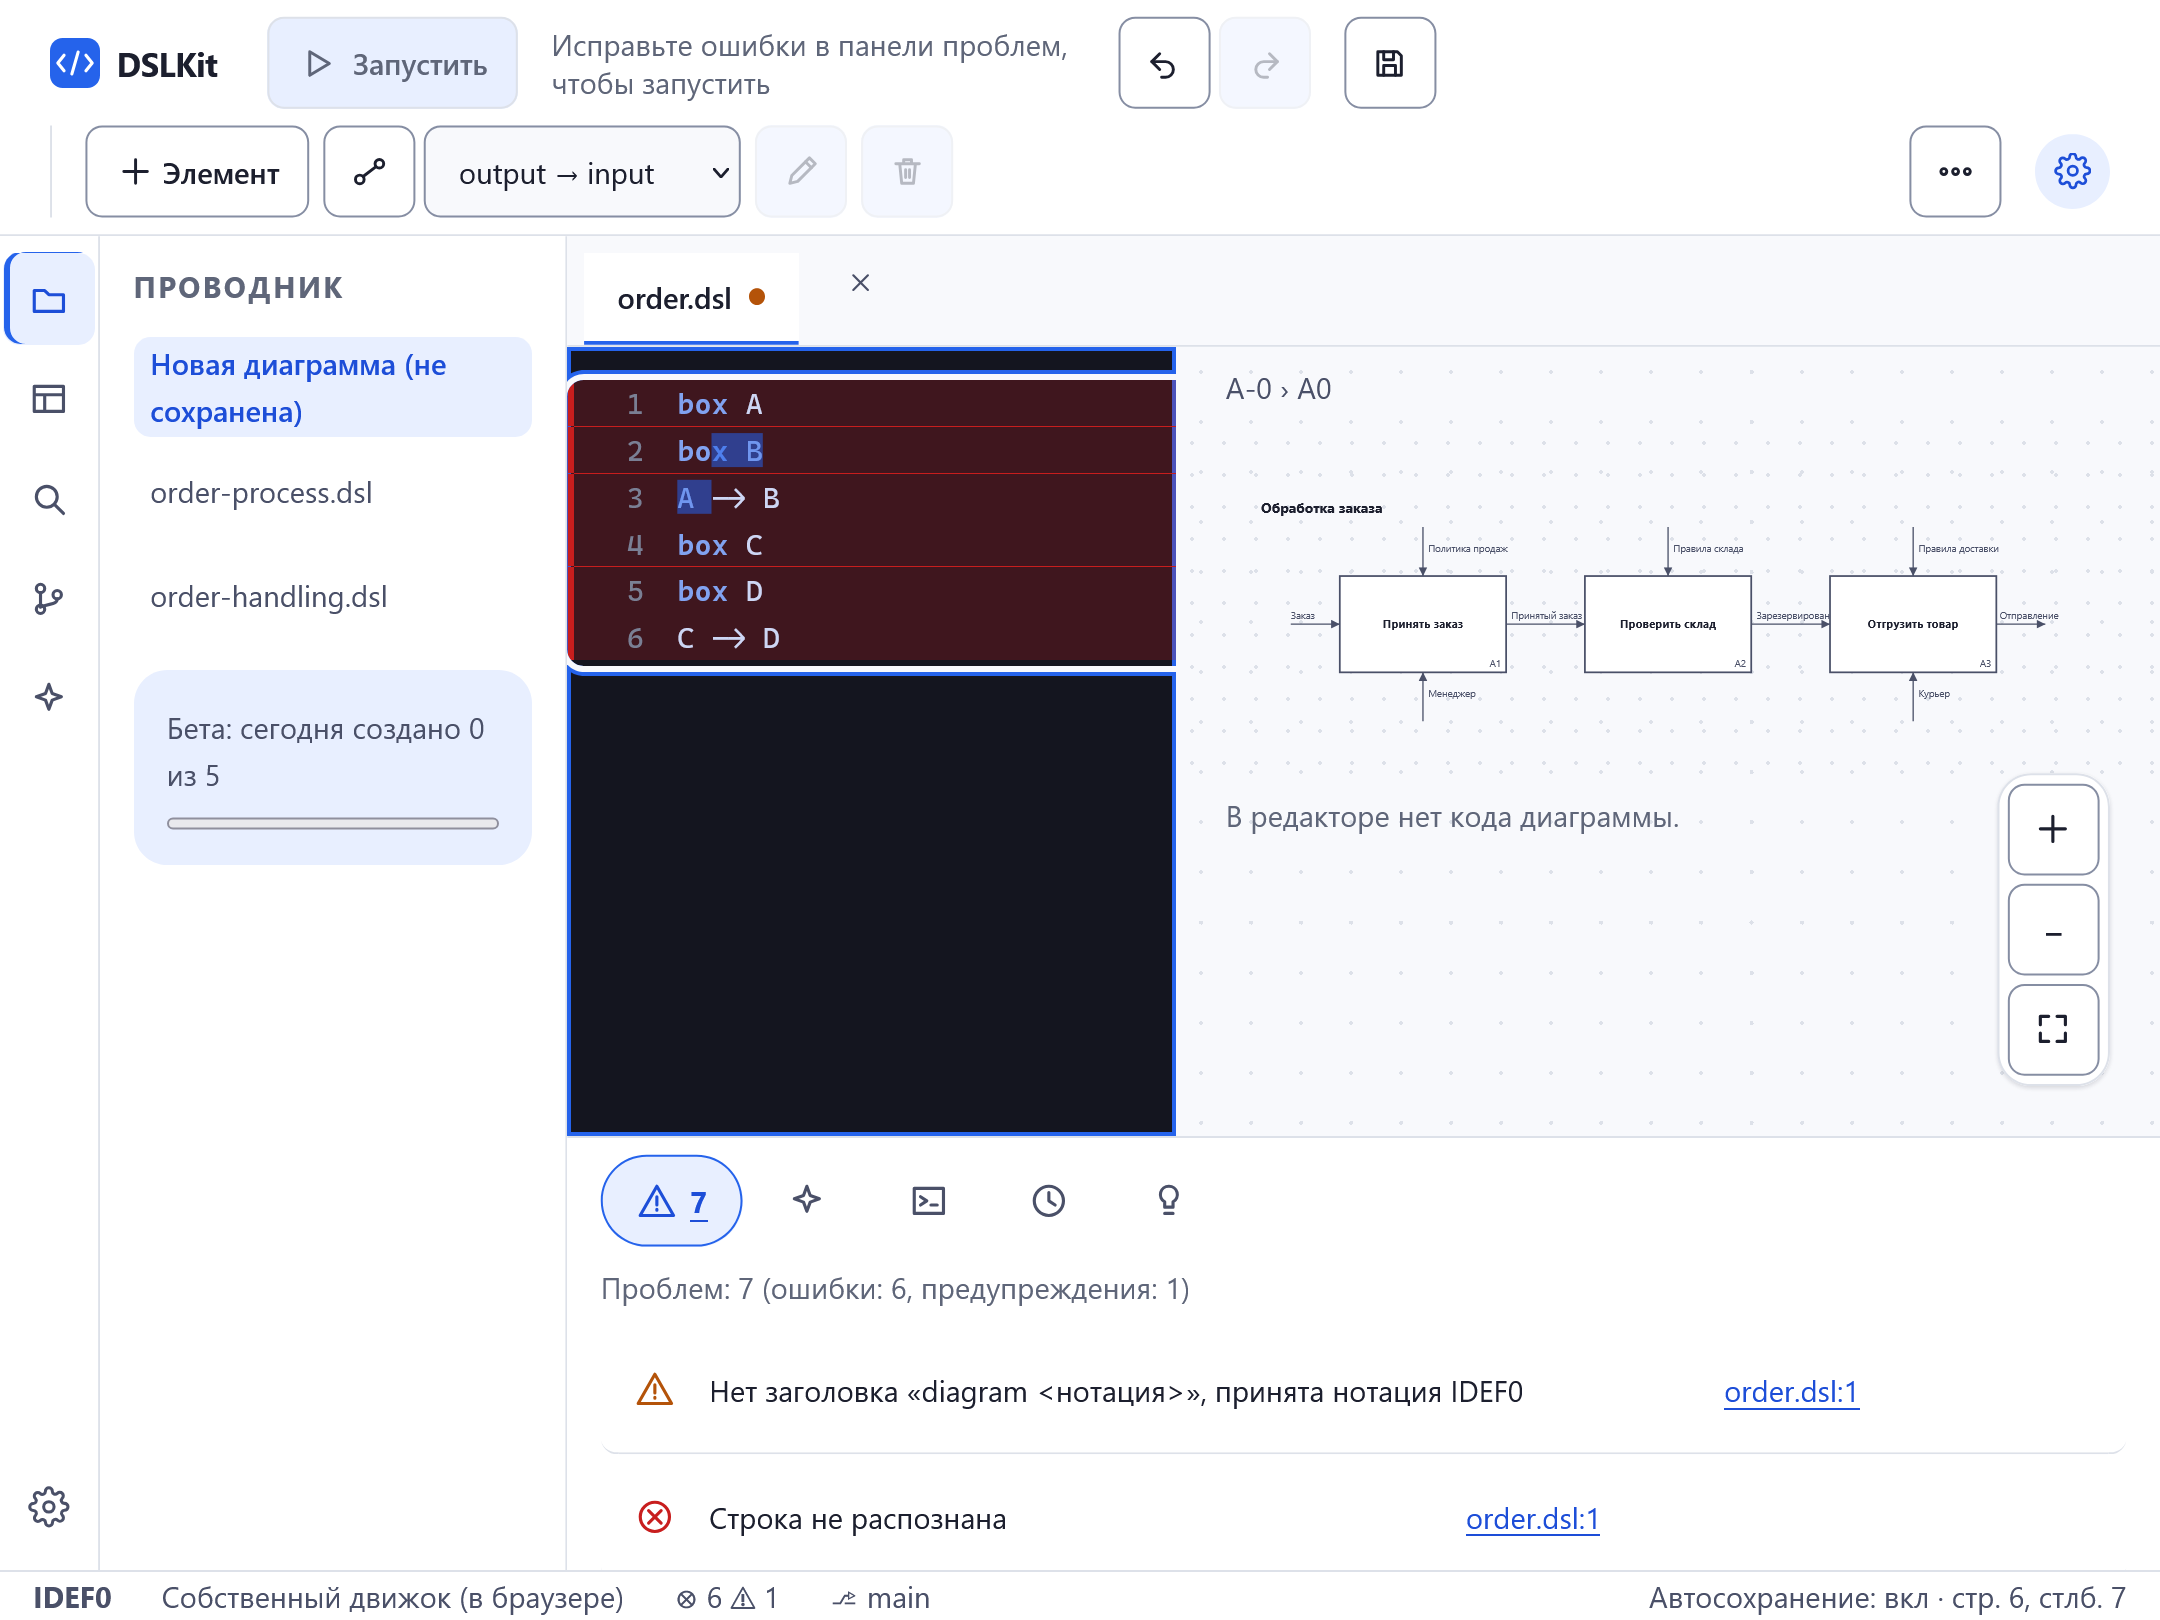 DSLKit
Запустить
Исправьте ошибки в панели проблем,
чтобы запустить
Элемент
output → input
ПРОВОДНИК
Новая диаграмма (не
сохранена)
order-process.dsl
order-handling.dsl
Бета: сегодня создано 0
из 5
order.dsl
1 box A
2 box B
3 A → B
4 box C
5 box D
6 C → D
A-0 › A0
Обработка заказа
Политика продаж
Правила склада
Правила доставки
Заказ
Принять заказ
A1
Принятый заказ
Проверить склад
A2
Зарезервирован
Отгрузить товар
A3
Отправление
Менеджер
Курьер
В редакторе нет кода диаграммы.
7
Проблем: 7 (ошибки: 6, предупреждения: 1)
Нет заголовка «diagram <нотация>», принята нотация IDEF0
order.dsl:1
Строка не распознана
order.dsl:1
IDEF0
Собственный движок (в браузере)
6
1
main
Автосохранение: вкл · стр. 6, стлб. 7